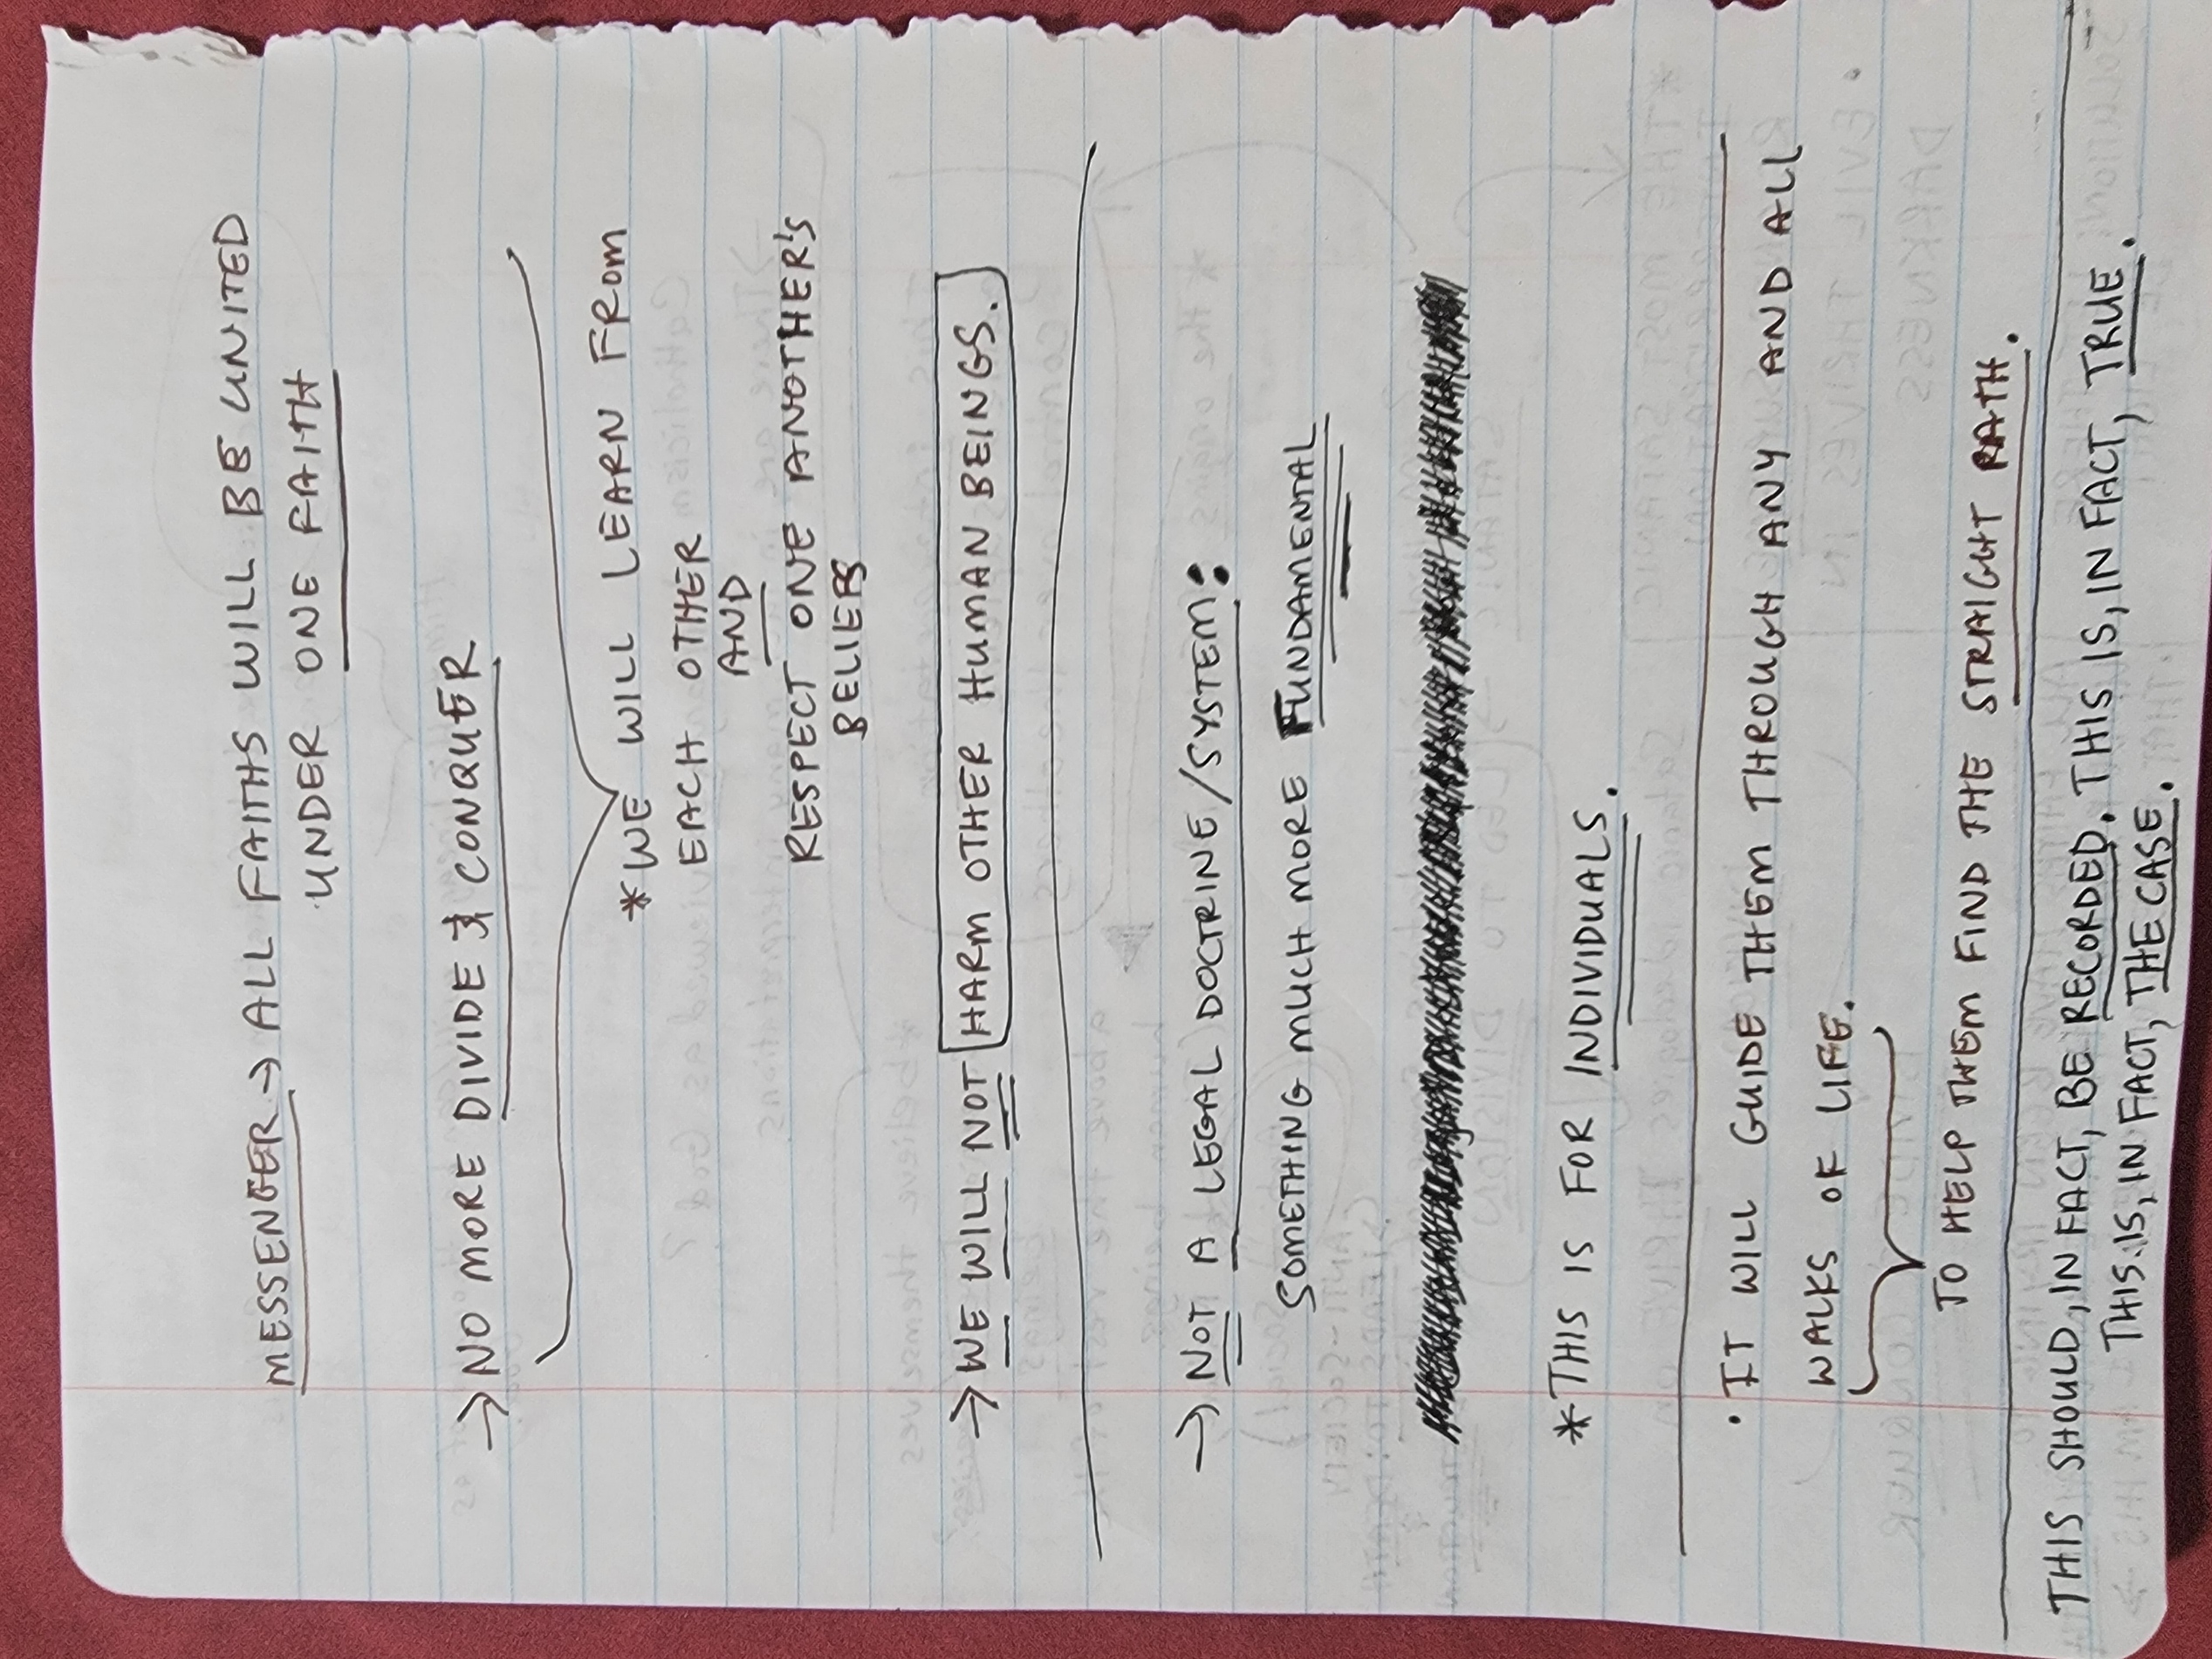 MESSENGER → ALL FAITHS WILL BE UNITED
UNDER ONE FAITH
→ NO MORE DIVIDE & CONQUER
*WE WILL LEARN FROM
EACH OTHER
AND
RESPECT ONE ANOTHER'S
BELIEFS
→ WE WILL NOT HARM OTHER HUMAN BEINGS.
→ NOT A LEGAL DOCTRINE/SYSTEM:
SOMETHING MUCH MORE FUNDAMENTAL
*THIS IS FOR INDIVIDUALS.
• IT WILL GUIDE THEM THROUGH ANY AND ALL
WALKS OF LIFE.
TO HELP THEM FIND THE STRAIGHT PATH.
THIS SHOULD, IN FACT, BE RECORDED. THIS IS, IN FACT, TRUE.
THIS IS, IN FACT, THE CASE.